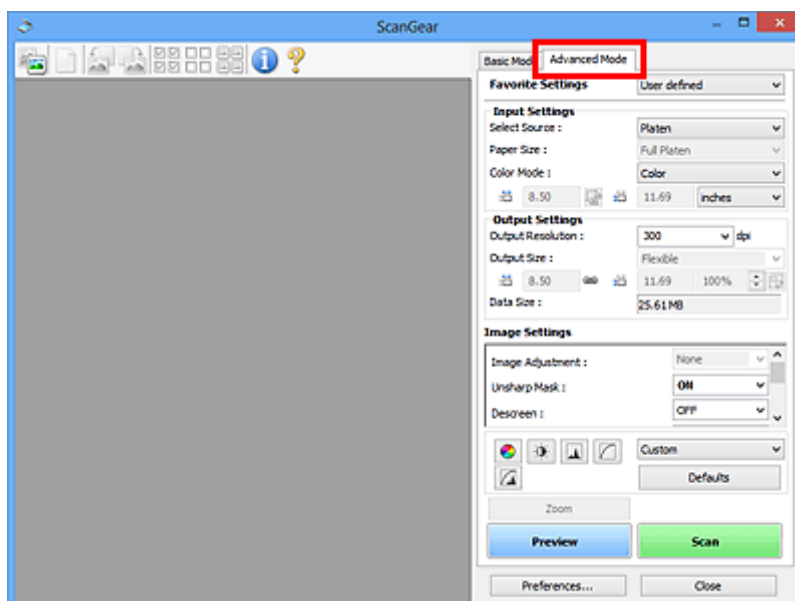 ScanGear
Basic Mode Advanced Mode
Favorite Settings User defined
Input Settings
Select Source : Platen
Paper Size : Full Platen
Color Mode : Color
8.50 11.69 inches
Output Settings
Output Resolution : 300 dpi
Output Size : Flexible
8.50 11.69 100%
Data Size : 25.61MB
Image Settings
Image Adjustment : None
Unsharp Mask : ON
Descreen : OFF
Custom
Defaults
Zoom
Preview Scan
Preferences... Close